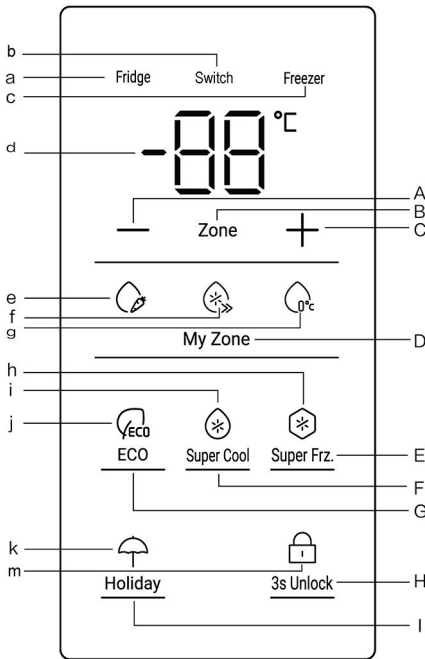 b
a Fridge Switch Freezer
c
d -88 °C
A
B
Zone
C
e
f
g 0°c
My Zone D
h
i
j ECO
ECO Super Cool Super Frz. E
F
G
k
m
Holiday 3s Unlock H
I